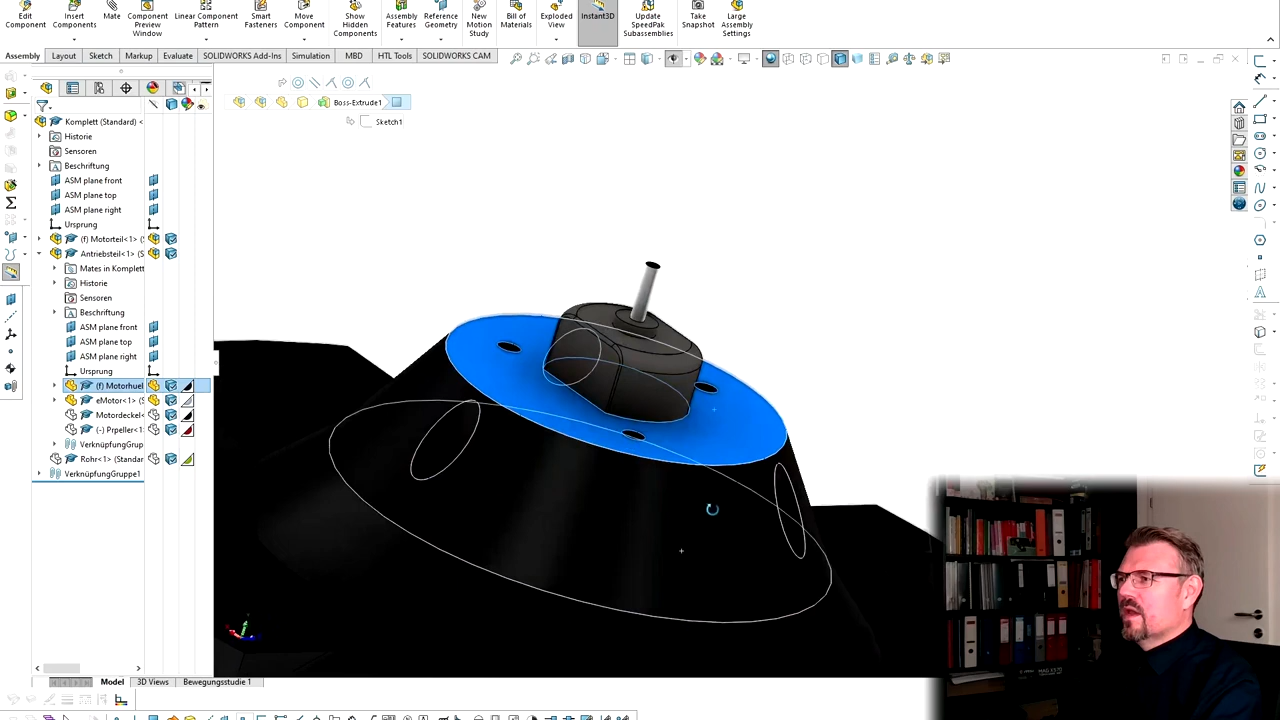 Edit Component
Insert Components
Mate
Component Preview Window
Linear Component Pattern
Smart Fasteners
Move Component
Show Hidden Components
Assembly Features
Reference Geometry
New Motion Study
Bill of Materials
Exploded View
Instant3D
Update SpeedPak Subassemblies
Take Snapshot
Large Assembly Settings
Assembly
Layout
Sketch
Markup
Evaluate
SOLIDWORKS Add-Ins
Simulation
MBD
HTL Tools
SOLIDWORKS CAM
Boss-Extrude1
Sketch1
Komplett (Standard) <
Historie
Sensoren
Beschriftung
ASM plane front
ASM plane top
ASM plane right
Ursprung
(f) Motorteil<1> (S
Antriebsteil<1> (S
Mates in Komplett
Historie
Sensoren
Beschriftung
ASM plane front
ASM plane top
ASM plane right
Ursprung
(f) Motorhuel
eMotor<1> (S
Motordeckel<
(-) Prpeller<1>
VerknüpfungGrup
Rohr<1> (Standar
VerknüpfungGruppe1
Model
3D Views
Bewegungsstudie 1